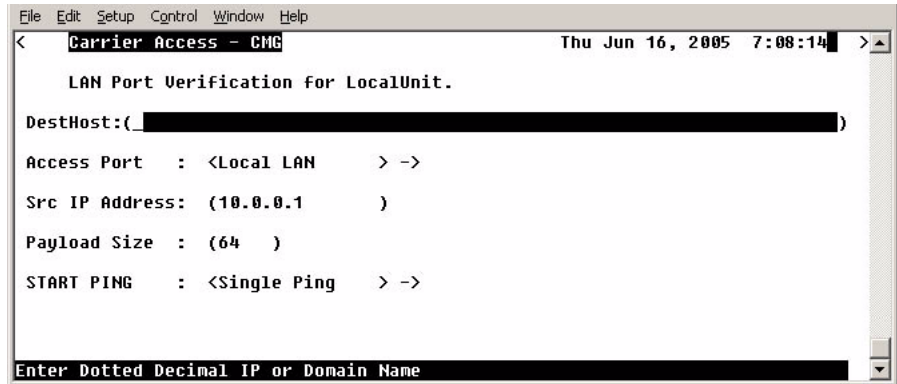 File Edit Setup Control Window Help
< Carrier Access - CMG Thu Jun 16, 2005 7:08:14 >
LAN Port Verification for LocalUnit.
DestHost:(_ )
Access Port : <Local LAN > ->
Src IP Address: (10.0.0.1 )
Payload Size : (64 )
START PING : <Single Ping > ->
Enter Dotted Decimal IP or Domain Name